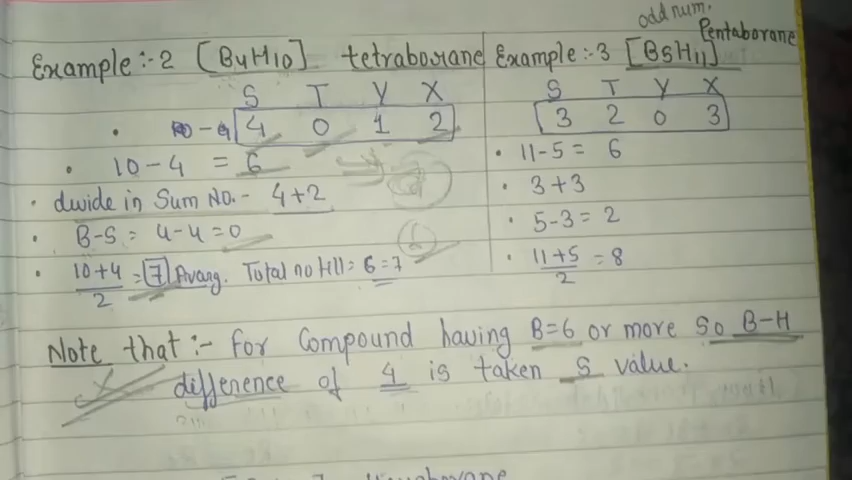 odd num.
Example:-2 [B4H10] tetraborane
S T Y X
4 0 1 2
10-4 = 6
divide in Sum NO.- 4+2
B-S = 4-4=0
10+4/2 = 7 Avang. Total no till = 6=7
Example:-3 [B5H11] Pentaborane
S T Y X
3 2 0 3
11-5 = 6
3+3
5-3=2
11+5/2 = 8
Note that:- For Compound having B=6 or more so B-H
difference of 4 is taken S value.